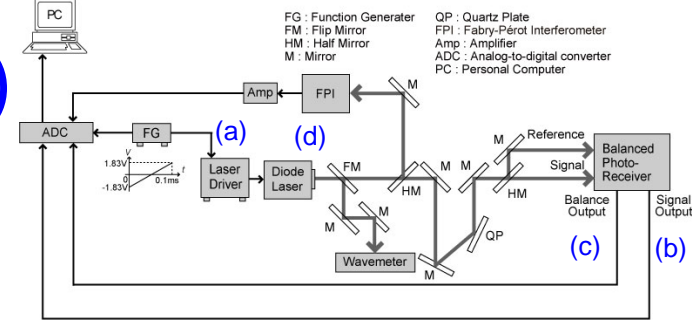 PC
FG : Function Generater
FM : Flip Mirror
HM : Half Mirror
M : Mirror
QP : Quartz Plate
FPI : Fabry-Pérot Interferometer
Amp : Amplifier
ADC : Analog-to-digital converter
PC : Personal Computer
M
Amp
FPI
ADC
FG
(a)
(d)
V
1.83V
0
-1.83V
t
0.1ms
Laser
Driver
Diode
Laser
FM
HM
M
M
M
HM
Reference
Signal
Balanced
Photo-
Receiver
Balance
Output
Signal
Output
M
M
Wavemeter
QP
M
(c)
(b)